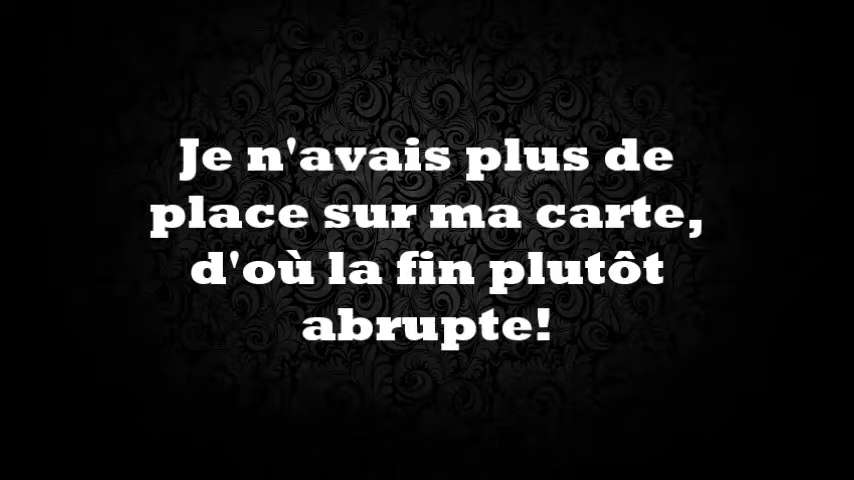 Je n'avais plus de
place sur ma carte,
d'où la fin plutôt
abrupte!